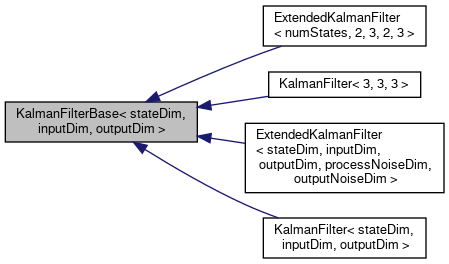 ExtendedKalmanFilter
< numStates, 2, 3, 2, 3 >
KalmanFilter< 3, 3, 3 >
KalmanFilterBase< stateDim,
inputDim, outputDim >
ExtendedKalmanFilter
< stateDim, inputDim,
outputDim, processNoiseDim,
outputNoiseDim >
KalmanFilter< stateDim,
inputDim, outputDim >